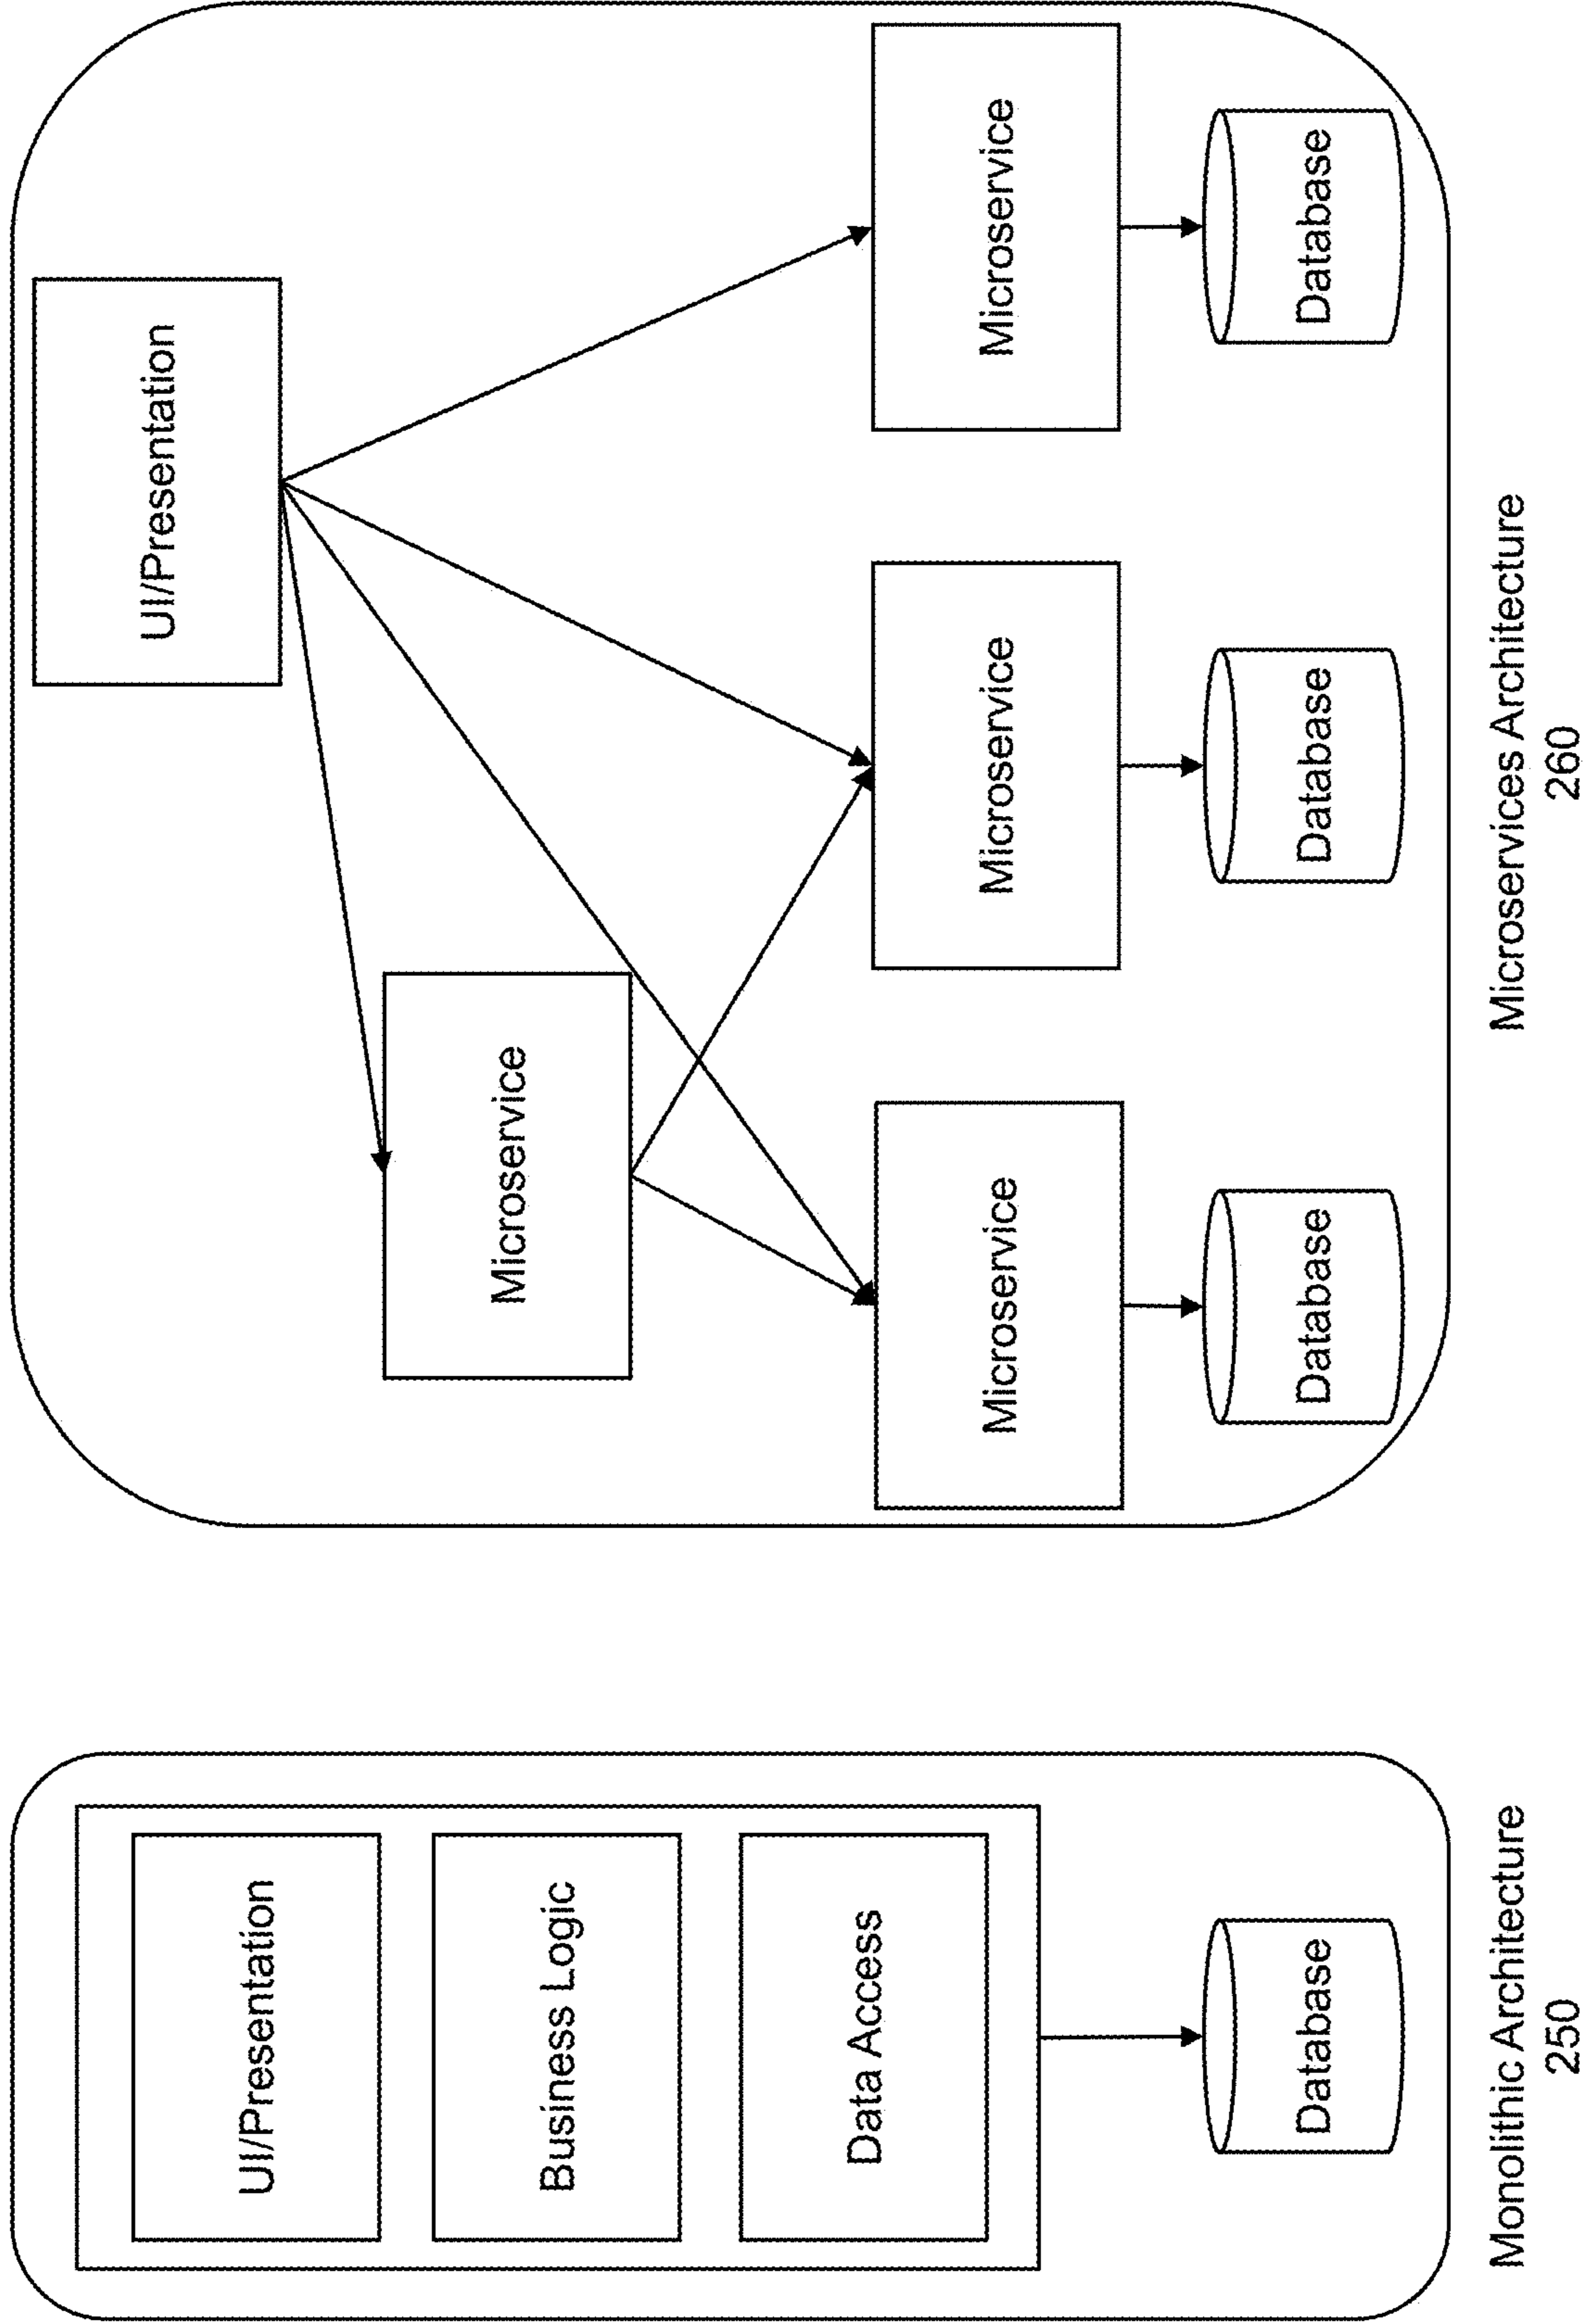 UI/Presentation
Business Logic
Data Access
Database
Monolithic Architecture
250
UI/Presentation
Microservice
Microservice
Microservice
Microservice
Database
Database
Database
Microservices Architecture
260